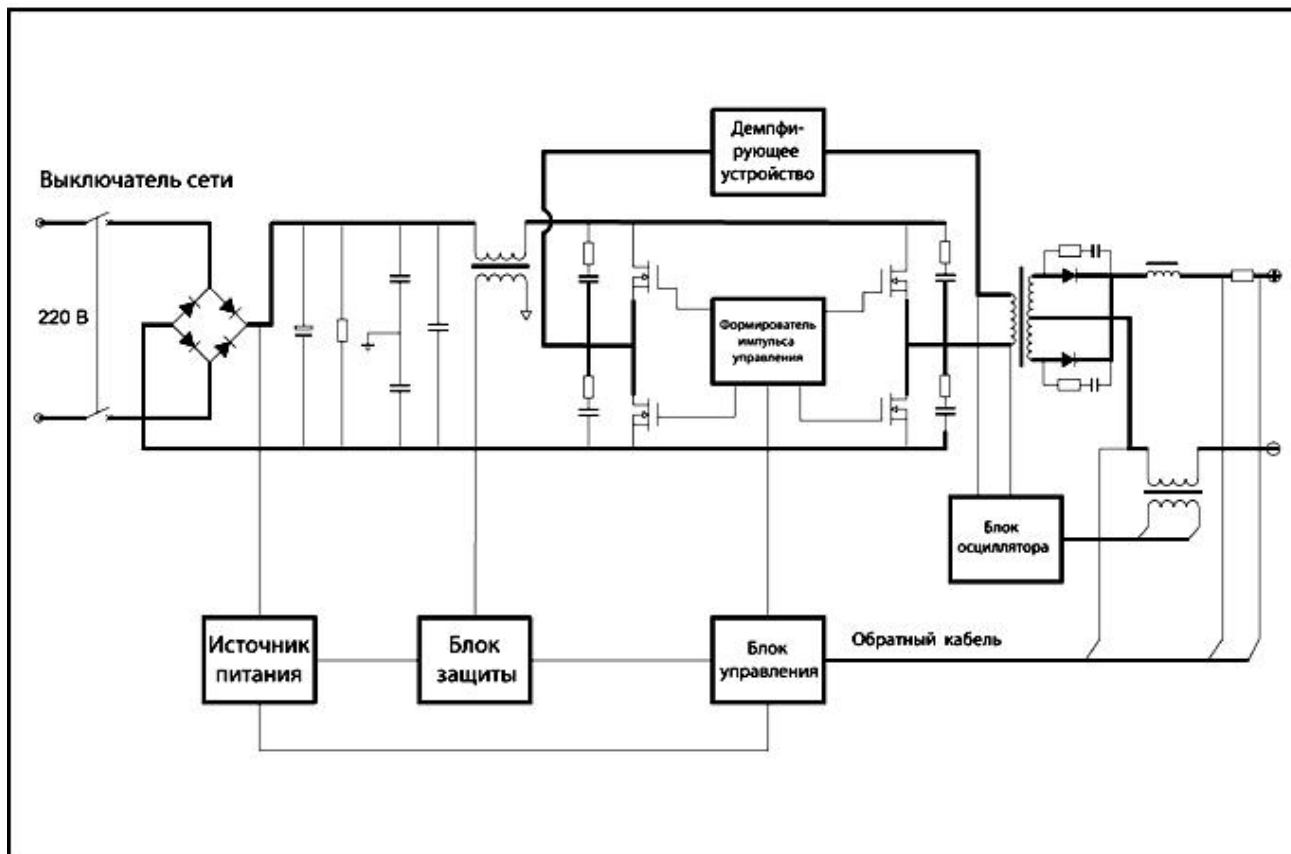 Демпфи-
рующее
устройство
Выключатель сети
220 В
Формирователь
импульса
управления
Блок
осциллятора
Источник
питания
Блок
защиты
Блок
управления
Обратный кабель